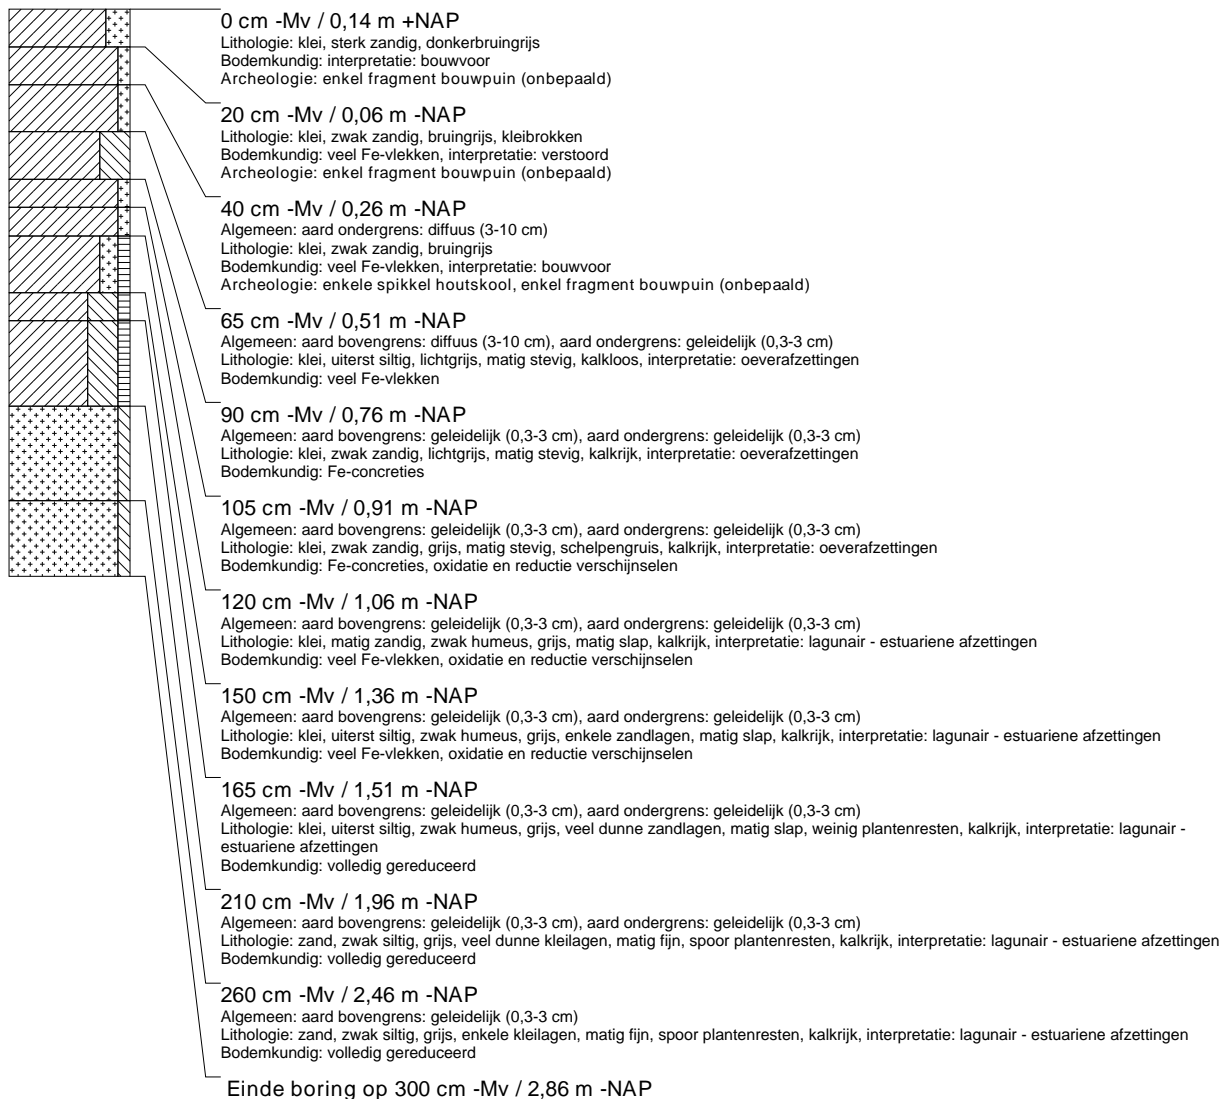 0 cm -Mv / 0,14 m +NAP
Lithologie: klei, sterk zandig, donkerbruingrijs
Bodemkundig: interpretatie: bouwvoor
Archeologie: enkel fragment bouwpuin (onbepaald)
20 cm -Mv / 0,06 m -NAP
Lithologie: klei, zwak zandig, bruingrijs, kleibrokken
Bodemkundig: veel Fe-vlekken, interpretatie: verstoord
Archeologie: enkel fragment bouwpuin (onbepaald)
40 cm -Mv / 0,26 m -NAP
Algemeen: aard ondergrens: diffuus (3-10 cm)
Lithologie: klei, zwak zandig, bruingrijs
Bodemkundig: veel Fe-vlekken, interpretatie: bouwvoor
Archeologie: enkele spikkel houtskool, enkel fragment bouwpuin (onbepaald)
65 cm -Mv / 0,51 m -NAP
Algemeen: aard bovengrens: diffuus (3-10 cm), aard ondergrens: geleidelijk (0,3-3 cm)
Lithologie: klei, uiterst siltig, lichtgrijs, matig stevig, kalkloos, interpretatie: oeverafzettingen
Bodemkundig: veel Fe-vlekken
90 cm -Mv / 0,76 m -NAP
Algemeen: aard bovengrens: geleidelijk (0,3-3 cm), aard ondergrens: geleidelijk (0,3-3 cm)
Lithologie: klei, zwak zandig, lichtgrijs, matig stevig, kalkrijk, interpretatie: oeverafzettingen
Bodemkundig: Fe-concreties
105 cm -Mv / 0,91 m -NAP
Algemeen: aard bovengrens: geleidelijk (0,3-3 cm), aard ondergrens: geleidelijk (0,3-3 cm)
Lithologie: klei, zwak zandig, grijs, matig stevig, schelpengruis, kalkrijk, interpretatie: oeverafzettingen
Bodemkundig: Fe-concreties, oxidatie en reductie verschijnselen
120 cm -Mv / 1,06 m -NAP
Algemeen: aard bovengrens: geleidelijk (0,3-3 cm), aard ondergrens: geleidelijk (0,3-3 cm)
Lithologie: klei, matig zandig, zwak humeus, grijs, matig slap, kalkrijk, interpretatie: lagunair - estuariene afzettingen
Bodemkundig: veel Fe-vlekken, oxidatie en reductie verschijnselen
150 cm -Mv / 1,36 m -NAP
Algemeen: aard bovengrens: geleidelijk (0,3-3 cm), aard ondergrens: geleidelijk (0,3-3 cm)
Lithologie: klei, uiterst siltig, zwak humeus, grijs, enkele zandlagen, matig slap, kalkrijk, interpretatie: lagunair - estuariene afzettingen
Bodemkundig: veel Fe-vlekken, oxidatie en reductie verschijnselen
165 cm -Mv / 1,51 m -NAP
Algemeen: aard bovengrens: geleidelijk (0,3-3 cm), aard ondergrens: geleidelijk (0,3-3 cm)
Lithologie: klei, uiterst siltig, zwak humeus, grijs, veel dunne zandlagen, matig slap, weinig plantenresten, kalkrijk, interpretatie: lagunair -
estuariene afzettingen
Bodemkundig: volledig gereduceerd
210 cm -Mv / 1,96 m -NAP
Algemeen: aard bovengrens: geleidelijk (0,3-3 cm), aard ondergrens: geleidelijk (0,3-3 cm)
Lithologie: zand, zwak siltig, grijs, veel dunne kleilagen, matig fijn, spoor plantenresten, kalkrijk, interpretatie: lagunair - estuariene afzettingen
Bodemkundig: volledig gereduceerd
260 cm -Mv / 2,46 m -NAP
Algemeen: aard bovengrens: geleidelijk (0,3-3 cm)
Lithologie: zand, zwak siltig, grijs, enkele kleilagen, matig fijn, spoor plantenresten, kalkrijk, interpretatie: lagunair - estuariene afzettingen
Bodemkundig: volledig gereduceerd
Einde boring op 300 cm -Mv / 2,86 m -NAP